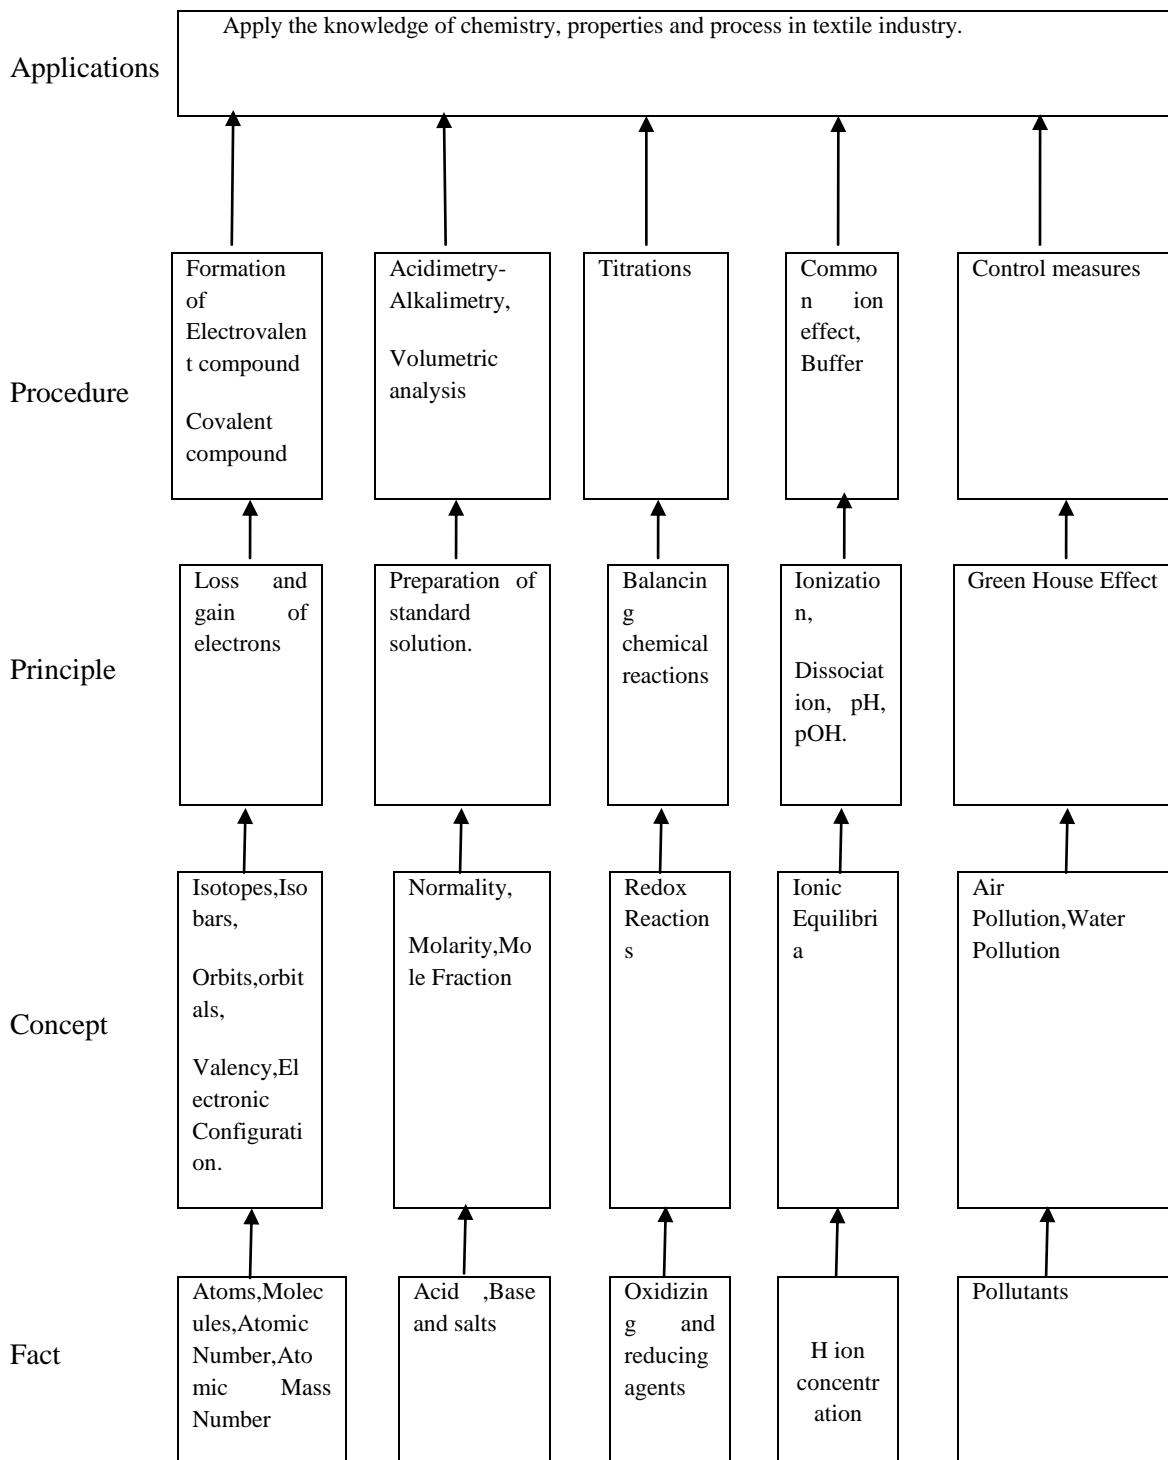 Apply the knowledge of chemistry, properties and process in textile industry.
Applications
Formation
of
Electrovalen
t compound
Covalent
compound
Acidimetry-
Alkalimetry,
Volumetric
analysis
Titrations
Commo
n ion
effect,
Buffer
Control measures
Procedure
Loss and
gain of
electrons
Preparation of
standard
solution.
Balancin
g
chemical
reactions
Ionizatio
n,
Dissociat
ion, pH,
pOH.
Green House Effect
Principle
Isotopes,Iso
bars,
Orbits,orbit
als,
Valency,El
ectronic
Configurati
on.
Normality,
Molarity,Mo
le Fraction
Redox
Reaction
s
Ionic
Equilibri
a
Air
Pollution,Water
Pollution
Concept
Atoms,Molec
ules,Atomic
Number,Ato
mic Mass
Number
Acid ,Base
and salts
Oxidizin
g and
reducing
agents
H ion
concentr
ation
Pollutants
Fact